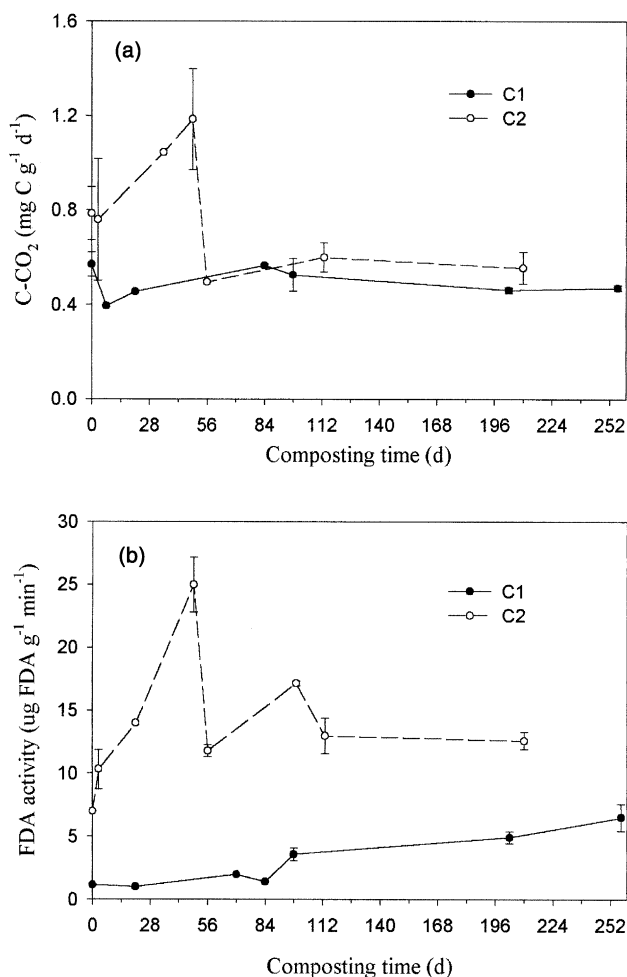 1.6
(a)
C1
C2
1.2
0.8
0.4
0.0
C-CO₂ (mg C g⁻¹ d⁻¹)
0 28 56 84 112 140 168 196 224 252
Composting time (d)
30
(b)
C1
C2
25
20
15
10
5
0
FDA activity (ug FDA g⁻¹ min⁻¹)
0 28 56 84 112 140 168 196 224 252
Composting time (d)